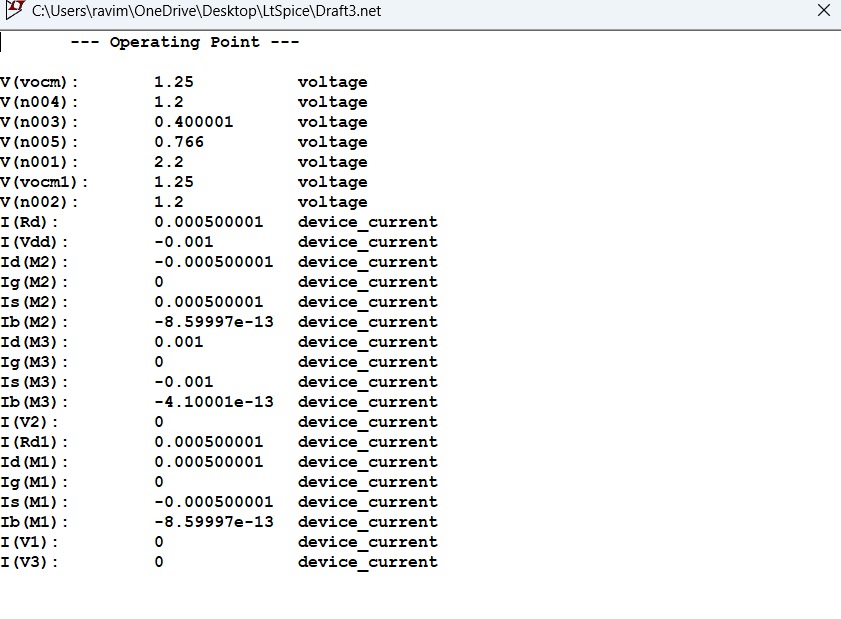 C:\Users\ravim\OneDrive\Desktop\LtSpice\Draft3.net
--- Operating Point ---
V(vocm): 1.25 voltage
V(n004): 1.2 voltage
V(n003): 0.400001 voltage
V(n005): 0.766 voltage
V(n001): 2.2 voltage
V(vocm1): 1.25 voltage
V(n002): 1.2 voltage
I(Rd): 0.000500001 device_current
I(Vdd): -0.001 device_current
Id(M2): -0.000500001 device_current
Ig(M2): 0 device_current
Is(M2): 0.000500001 device_current
Ib(M2): -8.59997e-13 device_current
Id(M3): 0.001 device_current
Ig(M3): 0 device_current
Is(M3): -0.001 device_current
Ib(M3): -4.10001e-13 device_current
I(V2): 0 device_current
I(Rd1): 0.000500001 device_current
Id(M1): 0.000500001 device_current
Ig(M1): 0 device_current
Is(M1): -0.000500001 device_current
Ib(M1): -8.59997e-13 device_current
I(V1): 0 device_current
I(V3): 0 device_current